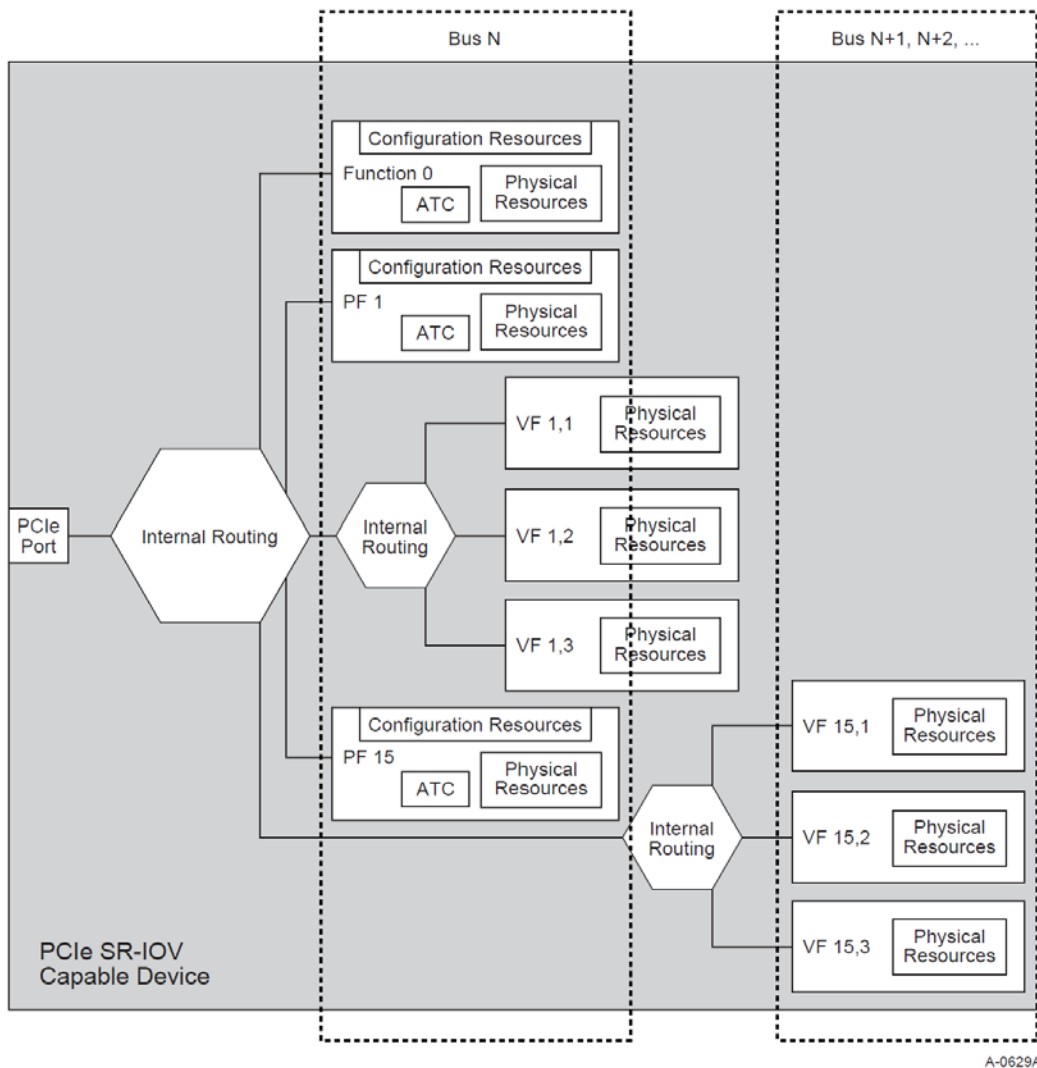 Bus N
Bus N+1, N+2, ...
Configuration Resources
Function 0
ATC
Physical
Resources
Configuration Resources
PF 1
ATC
Physical
Resources
VF 1,1
Physical
Resources
PCIe
Port
Internal Routing
Internal
Routing
VF 1,2
Physical
Resources
VF 1,3
Physical
Resources
Configuration Resources
PF 15
ATC
Physical
Resources
VF 15,1
Physical
Resources
Internal
Routing
VF 15,2
Physical
Resources
VF 15,3
Physical
Resources
PCIe SR-IOV
Capable Device
A-0629A